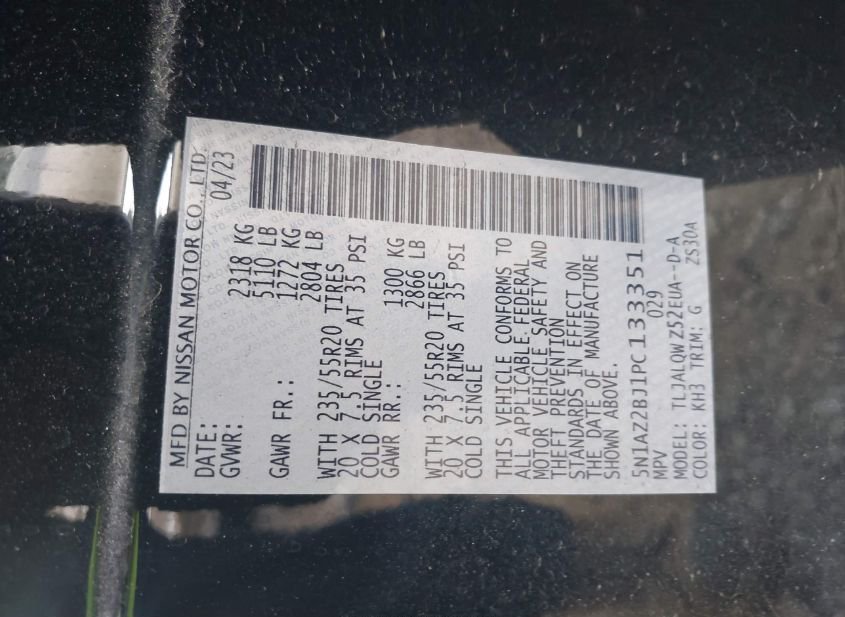 MFD BY NISSAN MOTOR CO., LTD.
DATE: 04/23
GVWR: 2318 KG
5110 LB
GAWR FR.: 1272 KG
2804 LB
WITH 235/55R20 TIRES
20 X 7.5 RIMS AT 35 PSI
COLD SINGLE
GAWR RR.: 1300 KG
2866 LB
WITH 235/55R20 TIRES
20 X 7.5 RIMS AT 35 PSI
COLD SINGLE
THIS VEHICLE CONFORMS TO
ALL APPLICABLE FEDERAL
MOTOR VEHICLE SAFETY AND
THEFT PREVENTION
STANDARDS IN EFFECT ON
THE DATE OF MANUFACTURE
SHOWN ABOVE.
5N1AZ2BJ1PC133351
MPV 029
MODEL: TLJALQWZ52EUA--D-A
COLOR: KH3 TRIM: G ZS30A